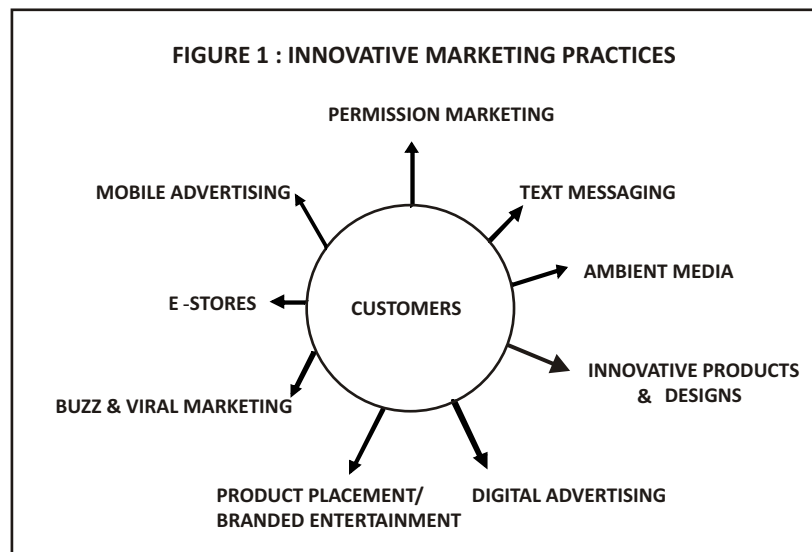 FIGURE 1 : INNOVATIVE MARKETING PRACTICES
PERMISSION MARKETING
MOBILE ADVERTISING
TEXT MESSAGING
AMBIENT MEDIA
E -STORES
CUSTOMERS
INNOVATIVE PRODUCTS
& DESIGNS
BUZZ & VIRAL MARKETING
PRODUCT PLACEMENT/
BRANDED ENTERTAINMENT
DIGITAL ADVERTISING